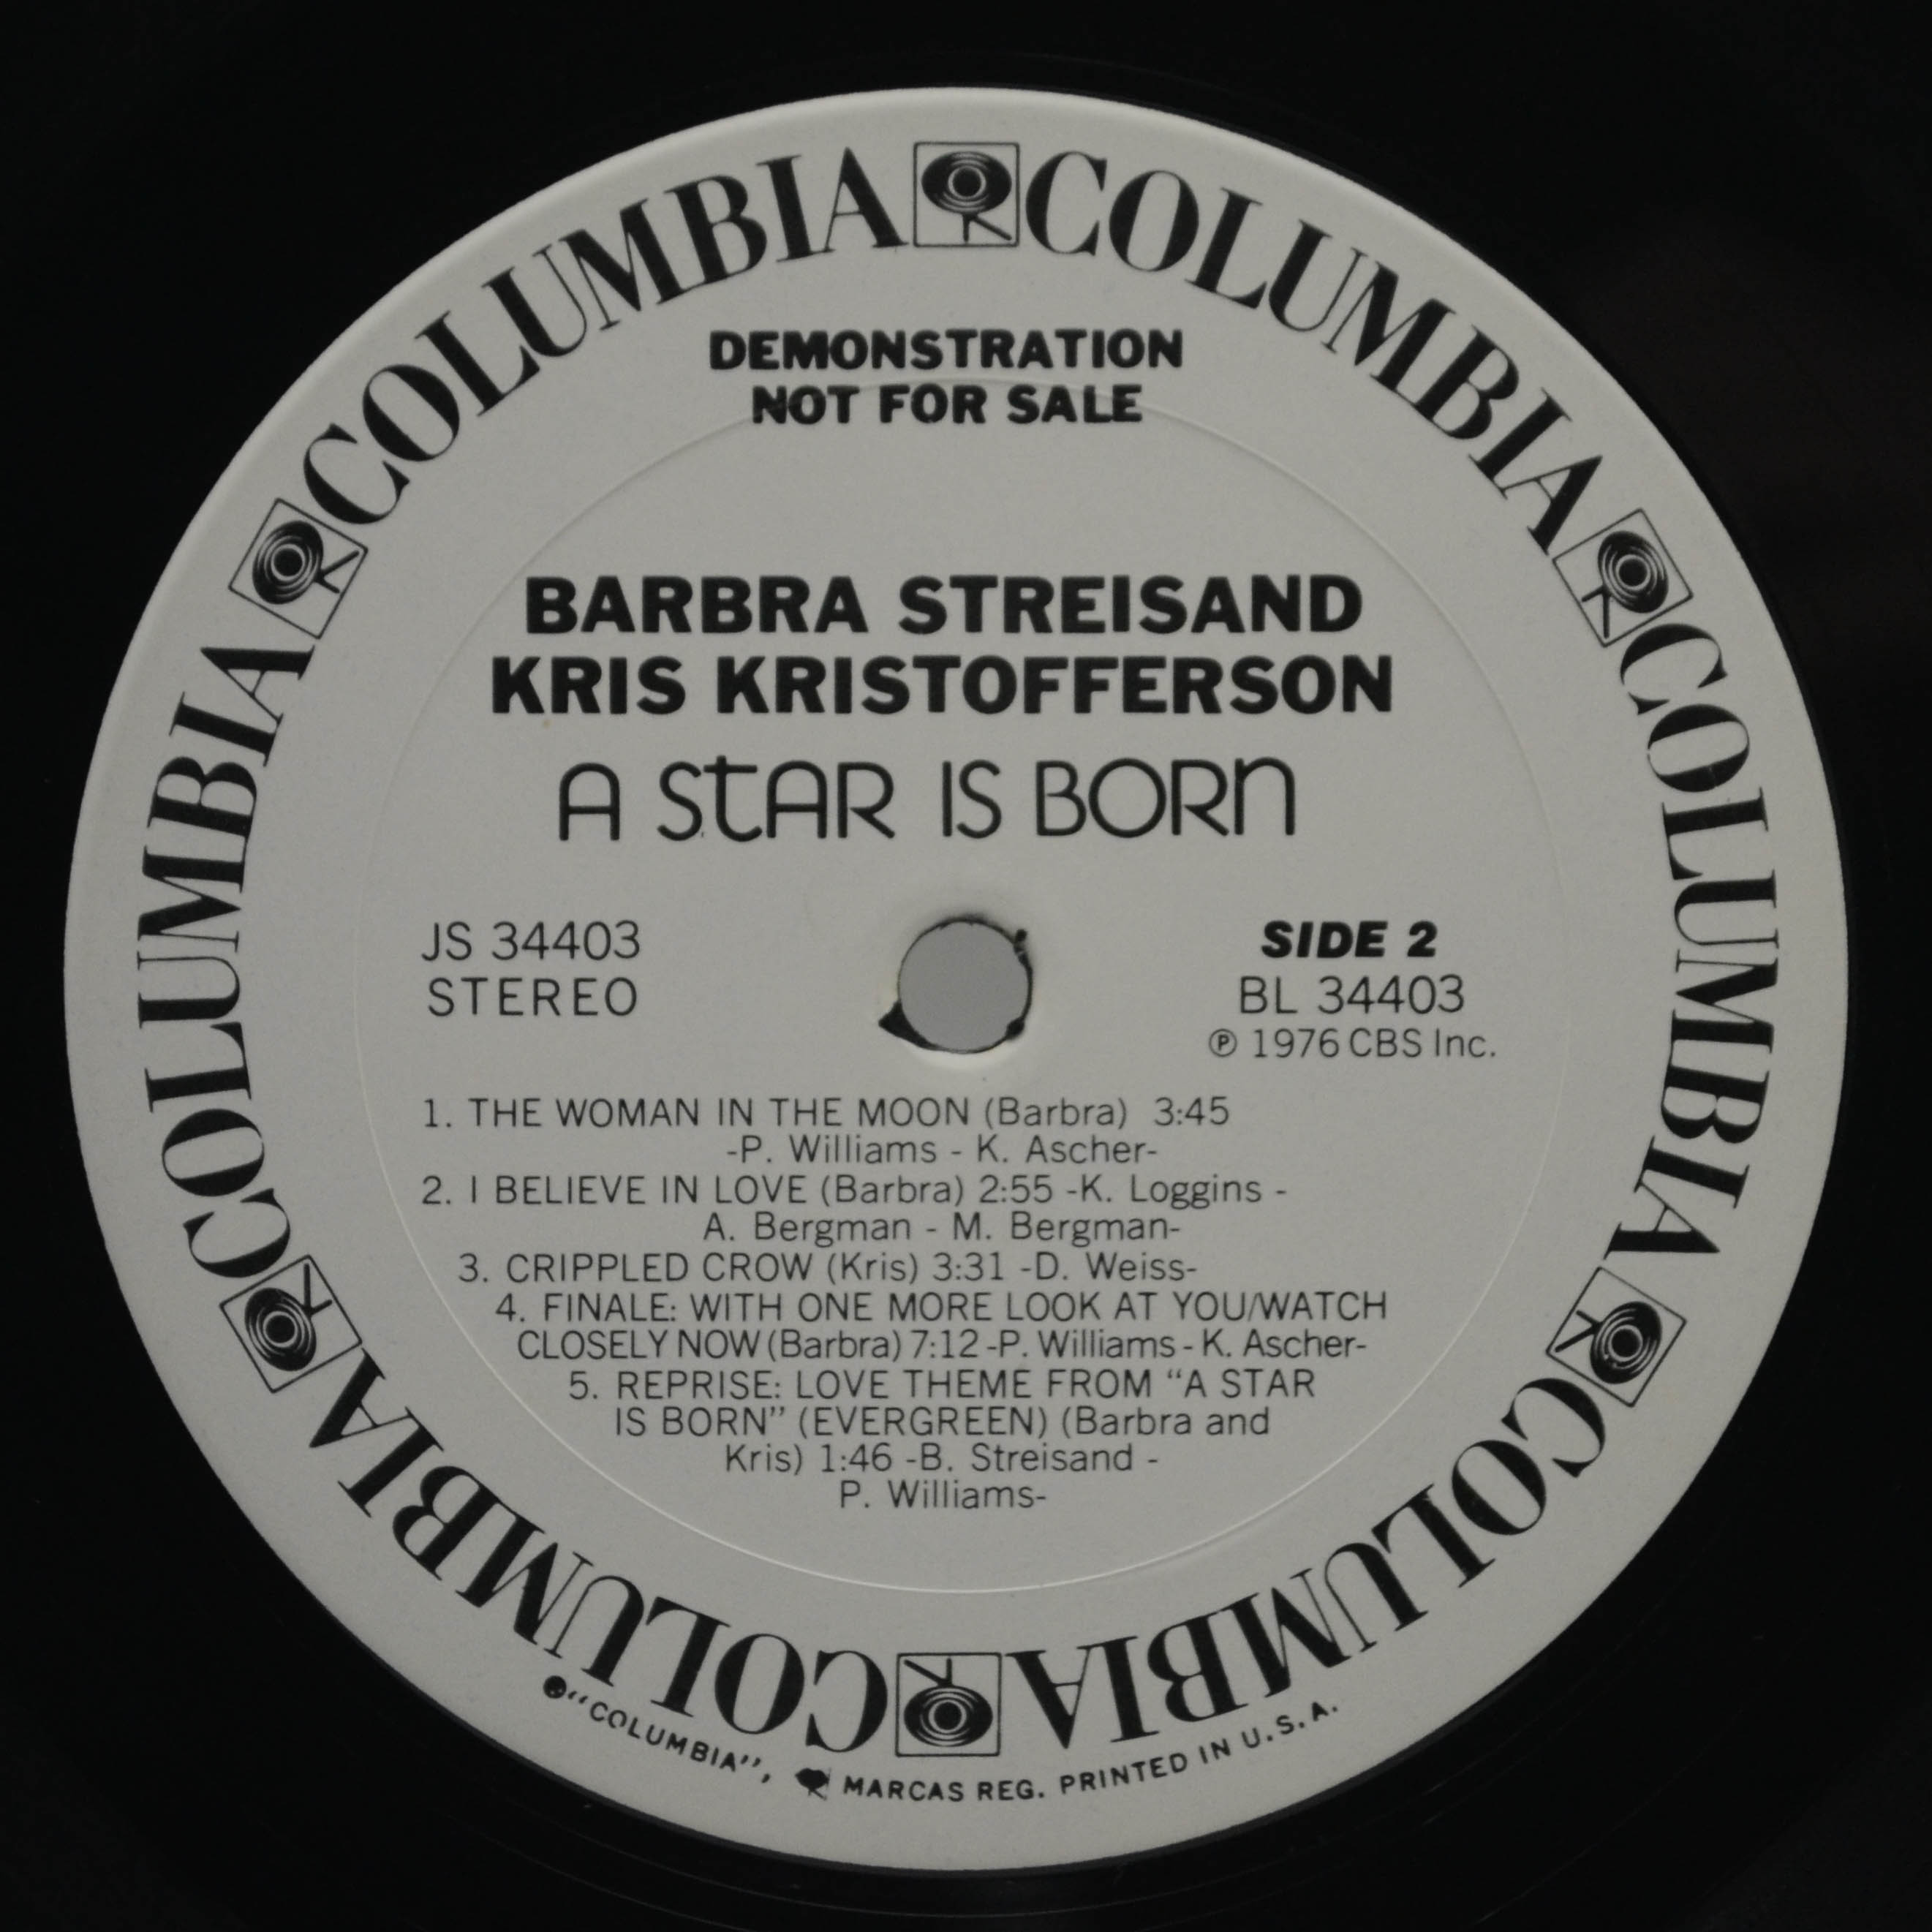 COLUMBIA COLUMBIA COLUMBIA COLUMBIA COLUMBIA COLUMBIA
DEMONSTRATION
NOT FOR SALE
BARBRA STREISAND
KRIS KRISTOFFERSON
A StAR IS BORn
JS 34403
STEREO
SIDE 2
BL 34403
℗ 1976 CBS Inc.
1. THE WOMAN IN THE MOON (Barbra) 3:45
-P. Williams - K. Ascher-
2. I BELIEVE IN LOVE (Barbra) 2:55 -K. Loggins -
A. Bergman - M. Bergman-
3. CRIPPLED CROW (Kris) 3:31 -D. Weiss-
4. FINALE: WITH ONE MORE LOOK AT YOU/WATCH
CLOSELY NOW (Barbra) 7:12 -P. Williams - K. Ascher-
5. REPRISE: LOVE THEME FROM “A STAR
IS BORN” (EVERGREEN) (Barbra and
Kris) 1:46 -B. Streisand -
P. Williams-
“COLUMBIA”, MARCAS REG. PRINTED IN U.S.A.